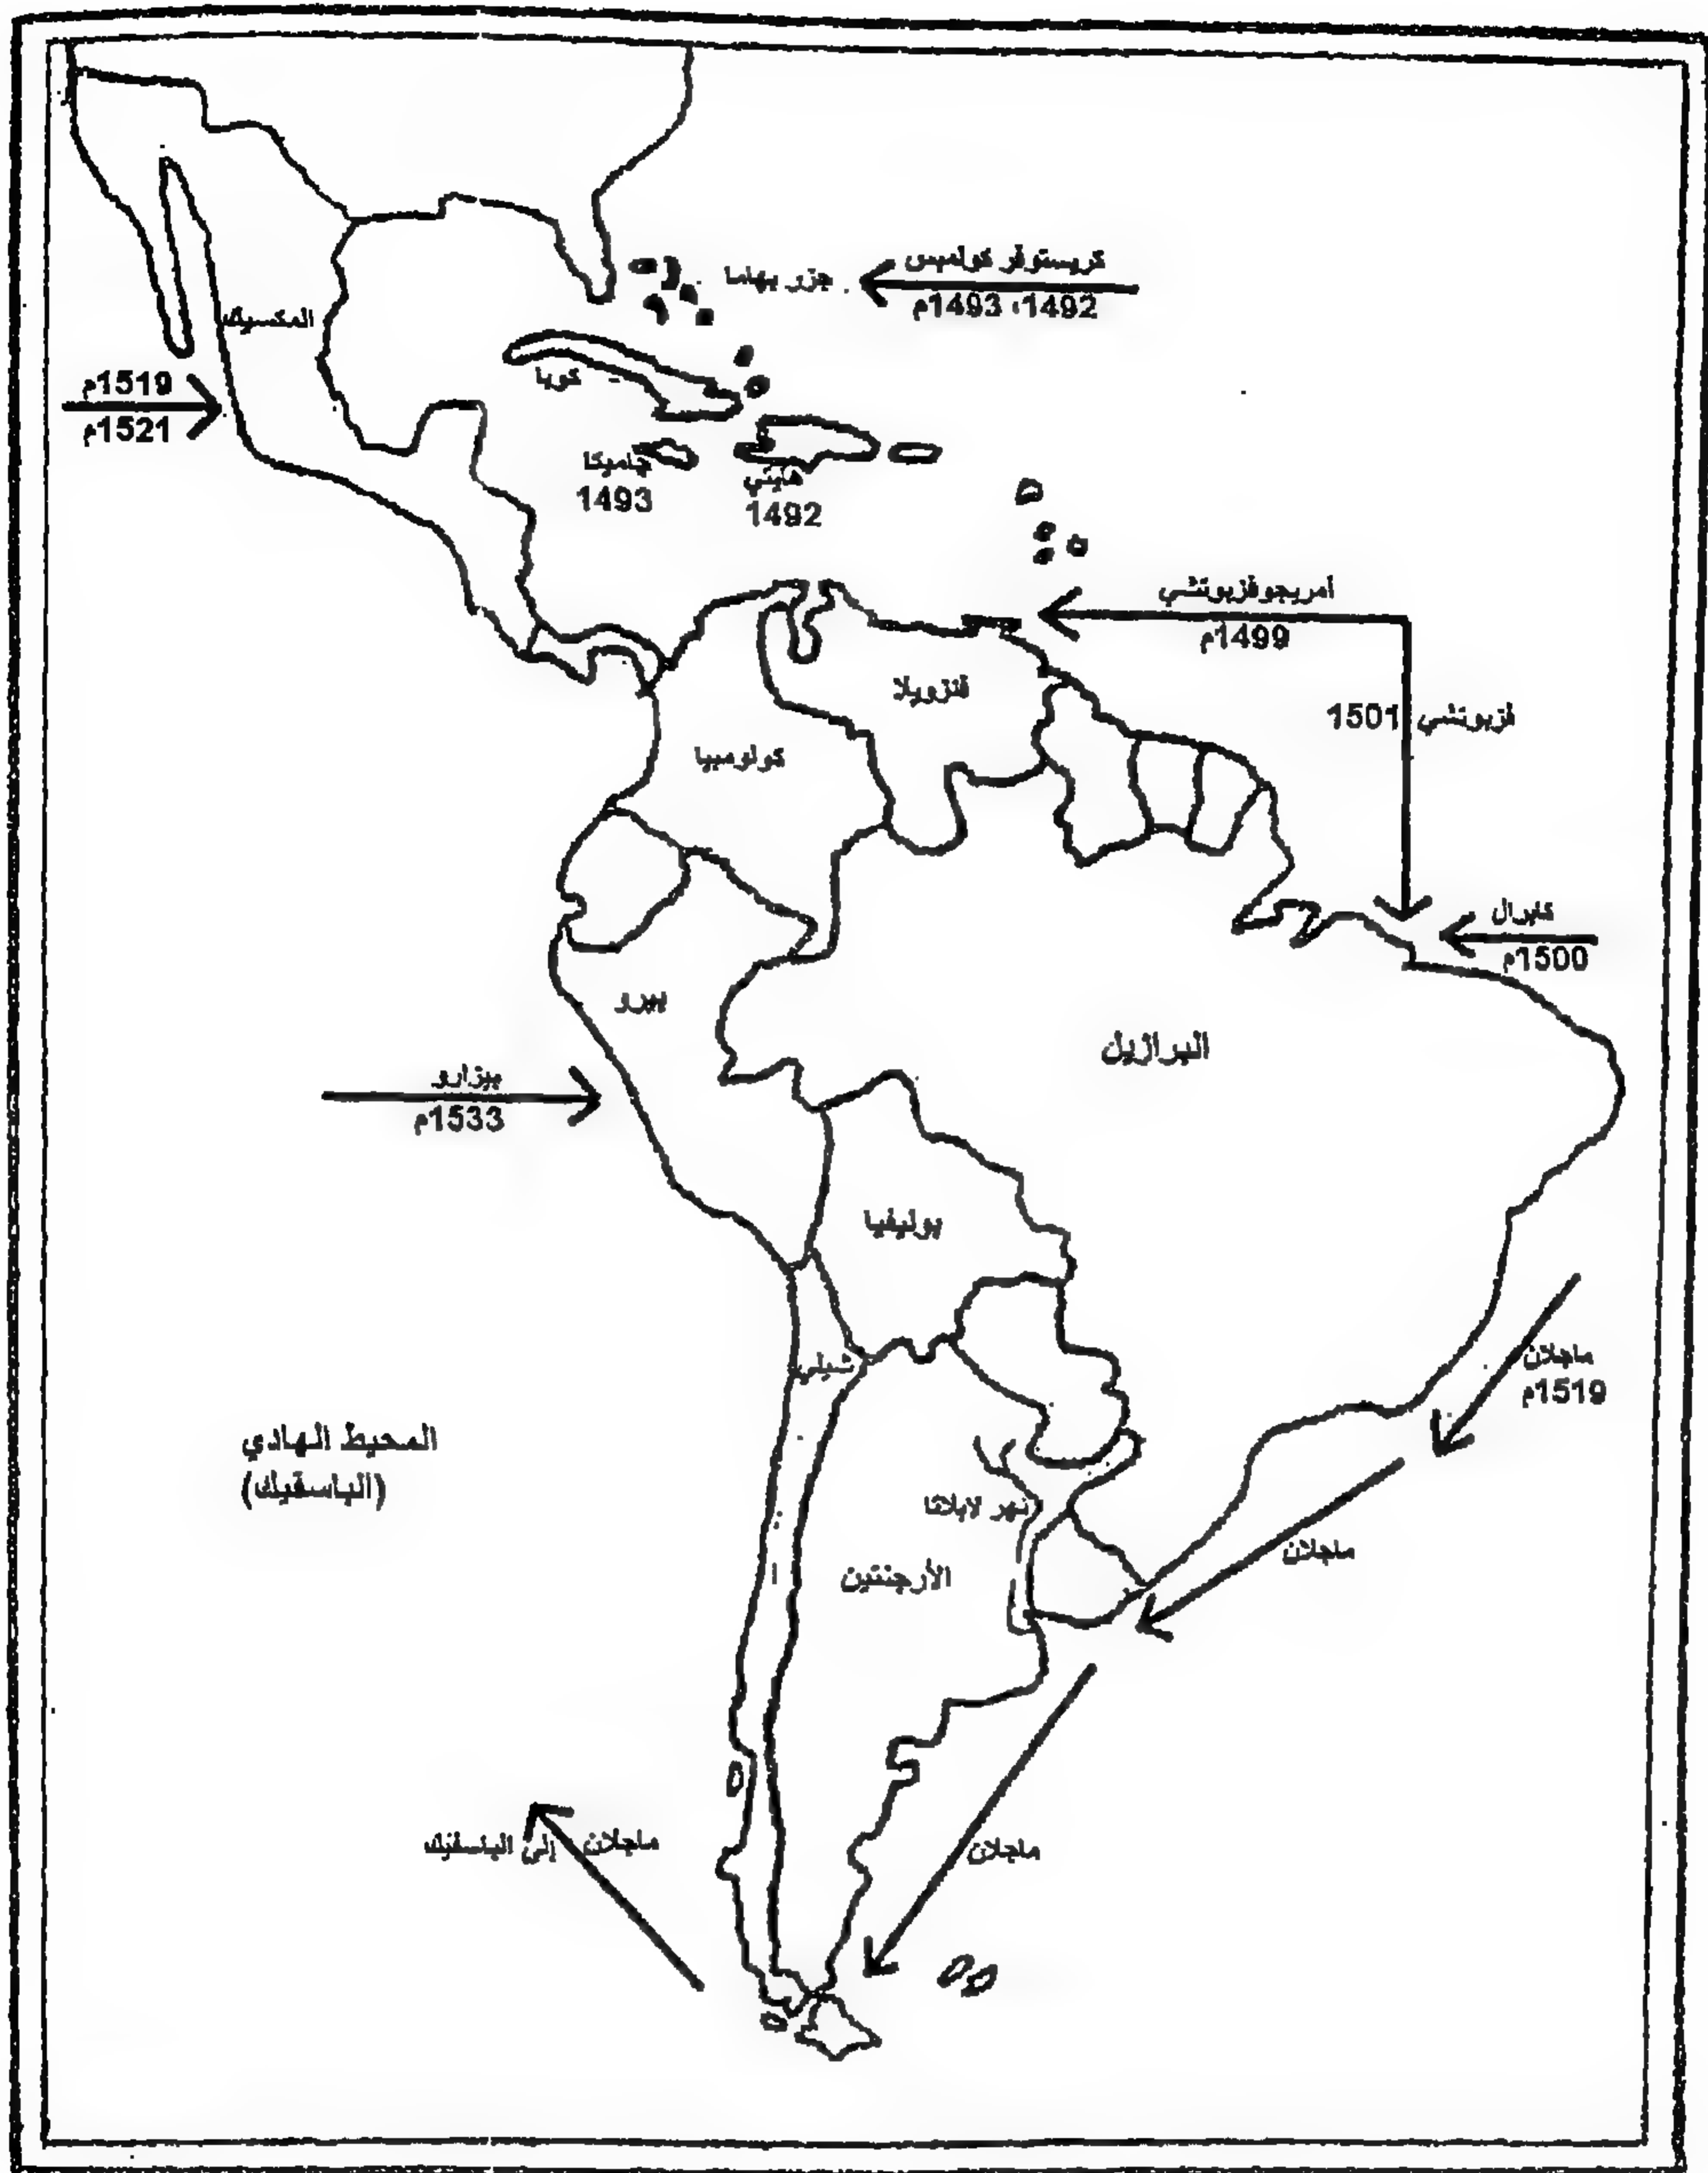 كريستوفر كولمبس
1492، 1493م
جزر بهاما
المكسيك
1519م
1521م
كوبا
جاميكا
1493
هايتي
1492
امريجوفزبوتشي
1499م
فنزويلا
فزبوتشي 1501
كولومبيا
كابرال
1500م
بيرو
البرازيل
بيزارو
1533م
بوليفيا
شيلي
ماجلان
1519م
المحيط الهادي
(الباسفيك)
نهر لابلاتا
ماجلان
الأرجنتين
ماجلان
ماجلان إلى الباسفيك